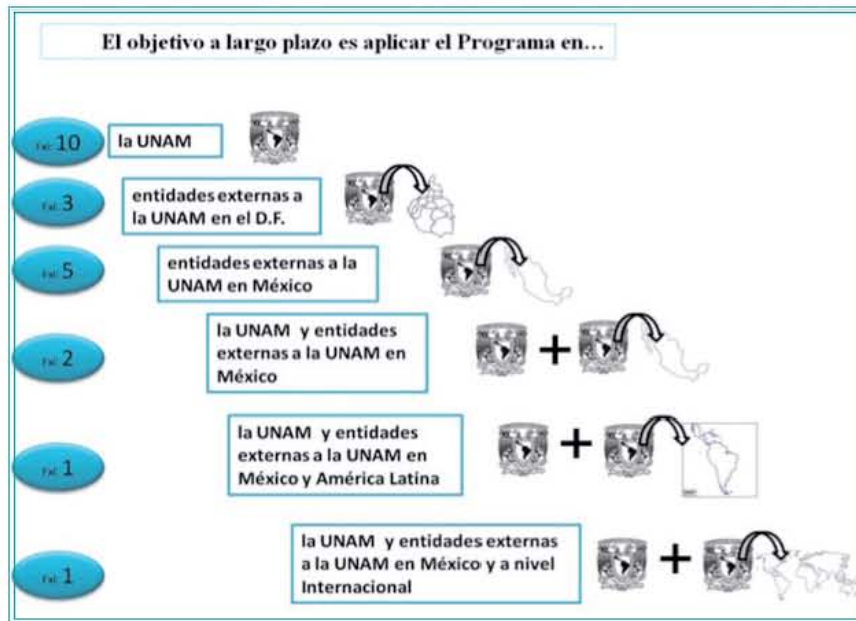 El objetivo a largo plazo es aplicar el Programa en...
10
la UNAM
3
entidades externas a
la UNAM en el D.F.
5
entidades externas a la
UNAM en México
2
la UNAM y entidades
externas a la UNAM en
México
1
la UNAM y entidades
externas a la UNAM en
México y América Latina
1
la UNAM y entidades externas
a la UNAM en México y a nivel
Internacional